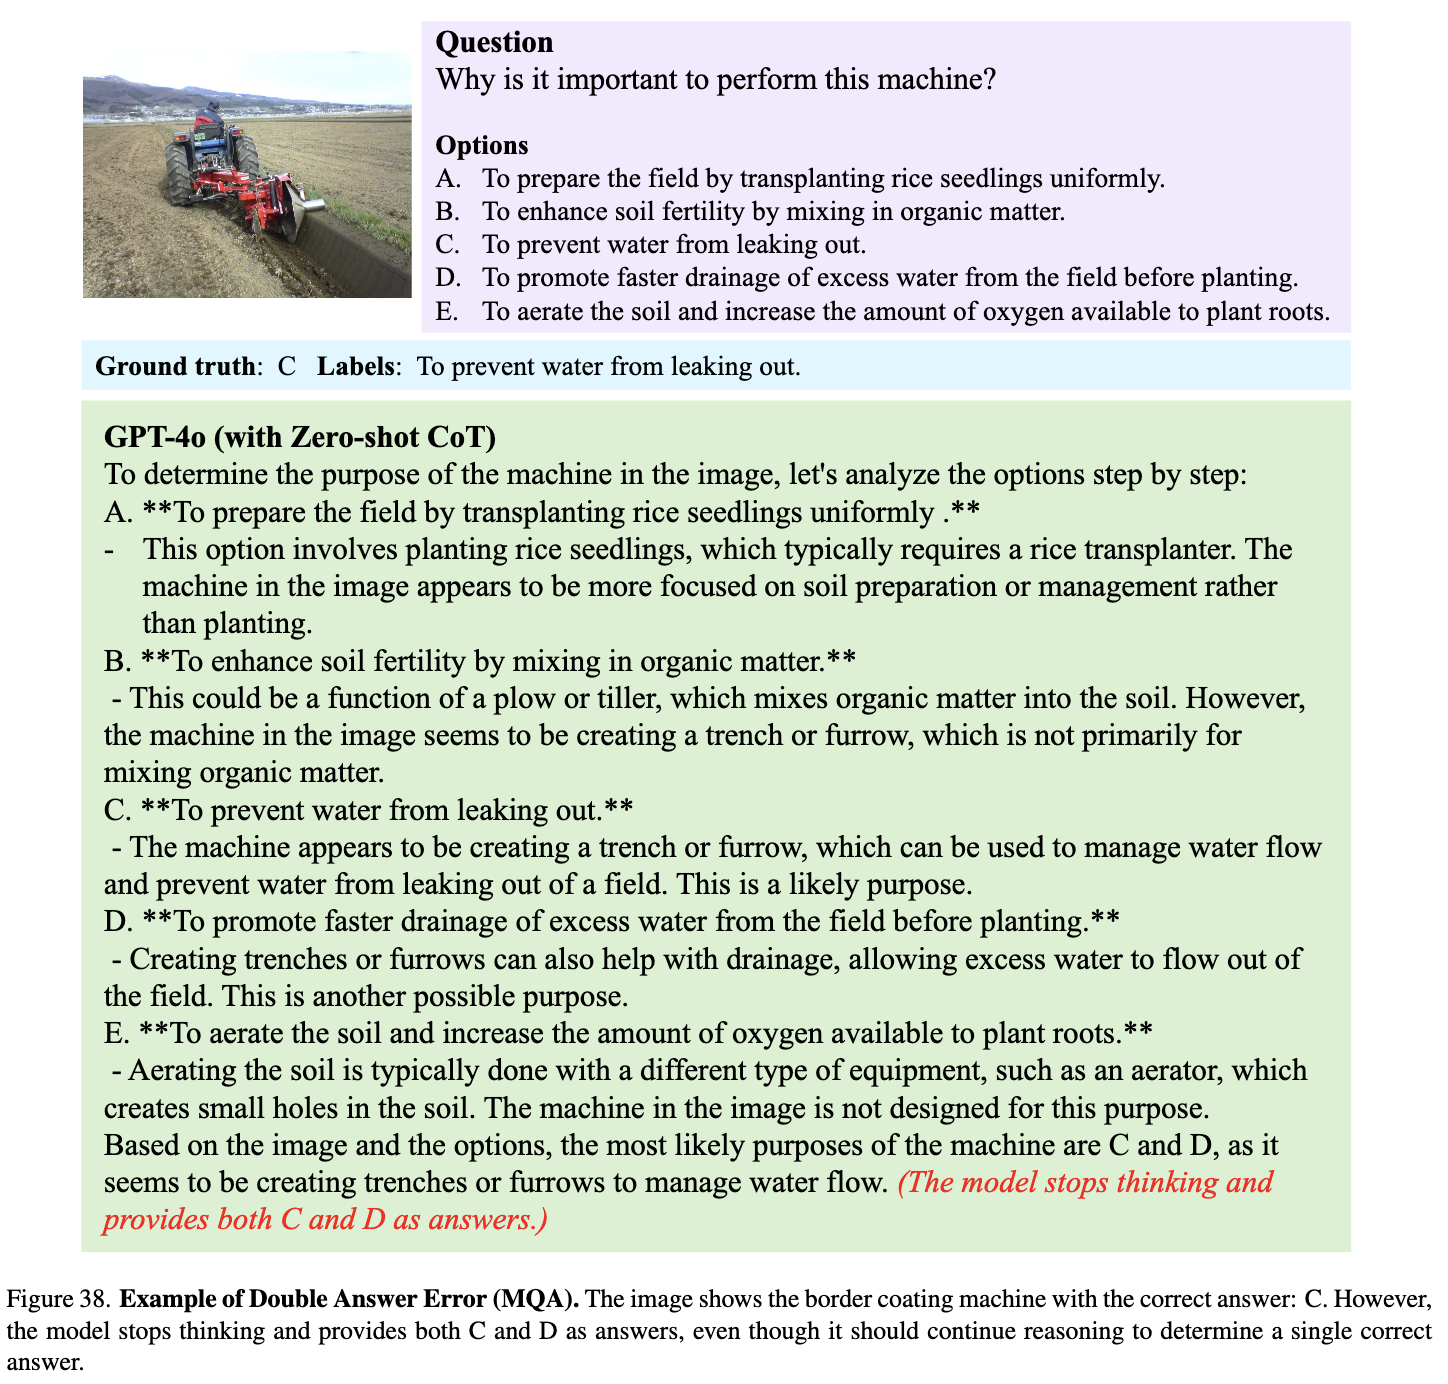 Question
Why is it important to perform this machine?
Options
A. To prepare the field by transplanting rice seedlings uniformly.
B. To enhance soil fertility by mixing in organic matter.
C. To prevent water from leaking out.
D. To promote faster drainage of excess water from the field before planting.
E. To aerate the soil and increase the amount of oxygen available to plant roots.
Ground truth: C Labels: To prevent water from leaking out.
GPT-4o (with Zero-shot CoT)
To determine the purpose of the machine in the image, let's analyze the options step by step:
A. **To prepare the field by transplanting rice seedlings uniformly .**
- This option involves planting rice seedlings, which typically requires a rice transplanter. The
machine in the image appears to be more focused on soil preparation or management rather
than planting.
B. **To enhance soil fertility by mixing in organic matter.**
- This could be a function of a plow or tiller, which mixes organic matter into the soil. However,
the machine in the image seems to be creating a trench or furrow, which is not primarily for
mixing organic matter.
C. **To prevent water from leaking out.**
- The machine appears to be creating a trench or furrow, which can be used to manage water flow
and prevent water from leaking out of a field. This is a likely purpose.
D. **To promote faster drainage of excess water from the field before planting.**
- Creating trenches or furrows can also help with drainage, allowing excess water to flow out of
the field. This is another possible purpose.
E. **To aerate the soil and increase the amount of oxygen available to plant roots.**
- Aerating the soil is typically done with a different type of equipment, such as an aerator, which
creates small holes in the soil. The machine in the image is not designed for this purpose.
Based on the image and the options, the most likely purposes of the machine are C and D, as it
seems to be creating trenches or furrows to manage water flow. (The model stops thinking and
provides both C and D as answers.)
Figure 38. Example of Double Answer Error (MQA). The image shows the border coating machine with the correct answer: C. However,
the model stops thinking and provides both C and D as answers, even though it should continue reasoning to determine a single correct
answer.